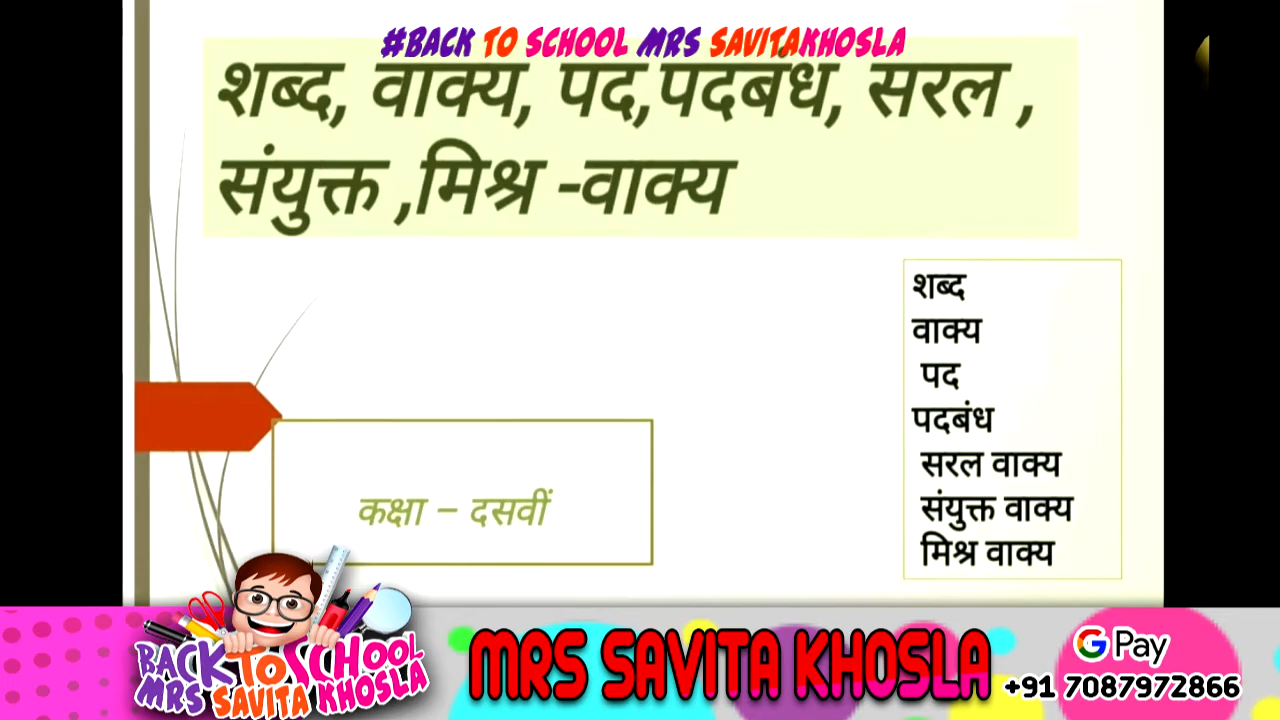 #BACK TO SCHOOL MRS SAVITAKHOSLA
शब्द, वाक्य, पद,पदबंध, सरल ,
संयुक्त ,मिश्र -वाक्य
शब्द
वाक्य
पद
पदबंध
सरल वाक्य
संयुक्त वाक्य
मिश्र वाक्य
कक्षा – दसवीं
BACK TO SCHOOL
MRS SAVITA KHOSLA
MRS SAVITA KHOSLA
G Pay
+91 7087972866